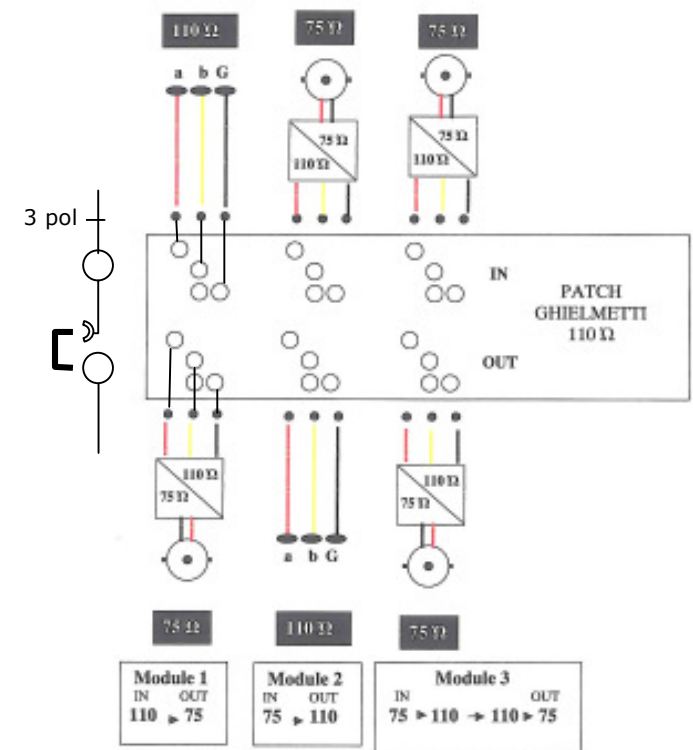 110 Ω 75 Ω 75 Ω
a b G
75 Ω
110 Ω
75 Ω
110 Ω
3 pol
IN
PATCH
GHIELMETTI
110 Ω
OUT
110 Ω
75 Ω
110 Ω
75 Ω
a b G
75 Ω 110 Ω 75 Ω
Module 1
IN OUT
110 ▶ 75
Module 2
IN OUT
75 ▶ 110
Module 3
IN OUT
75 ▶ 110 → 110 ▶ 75